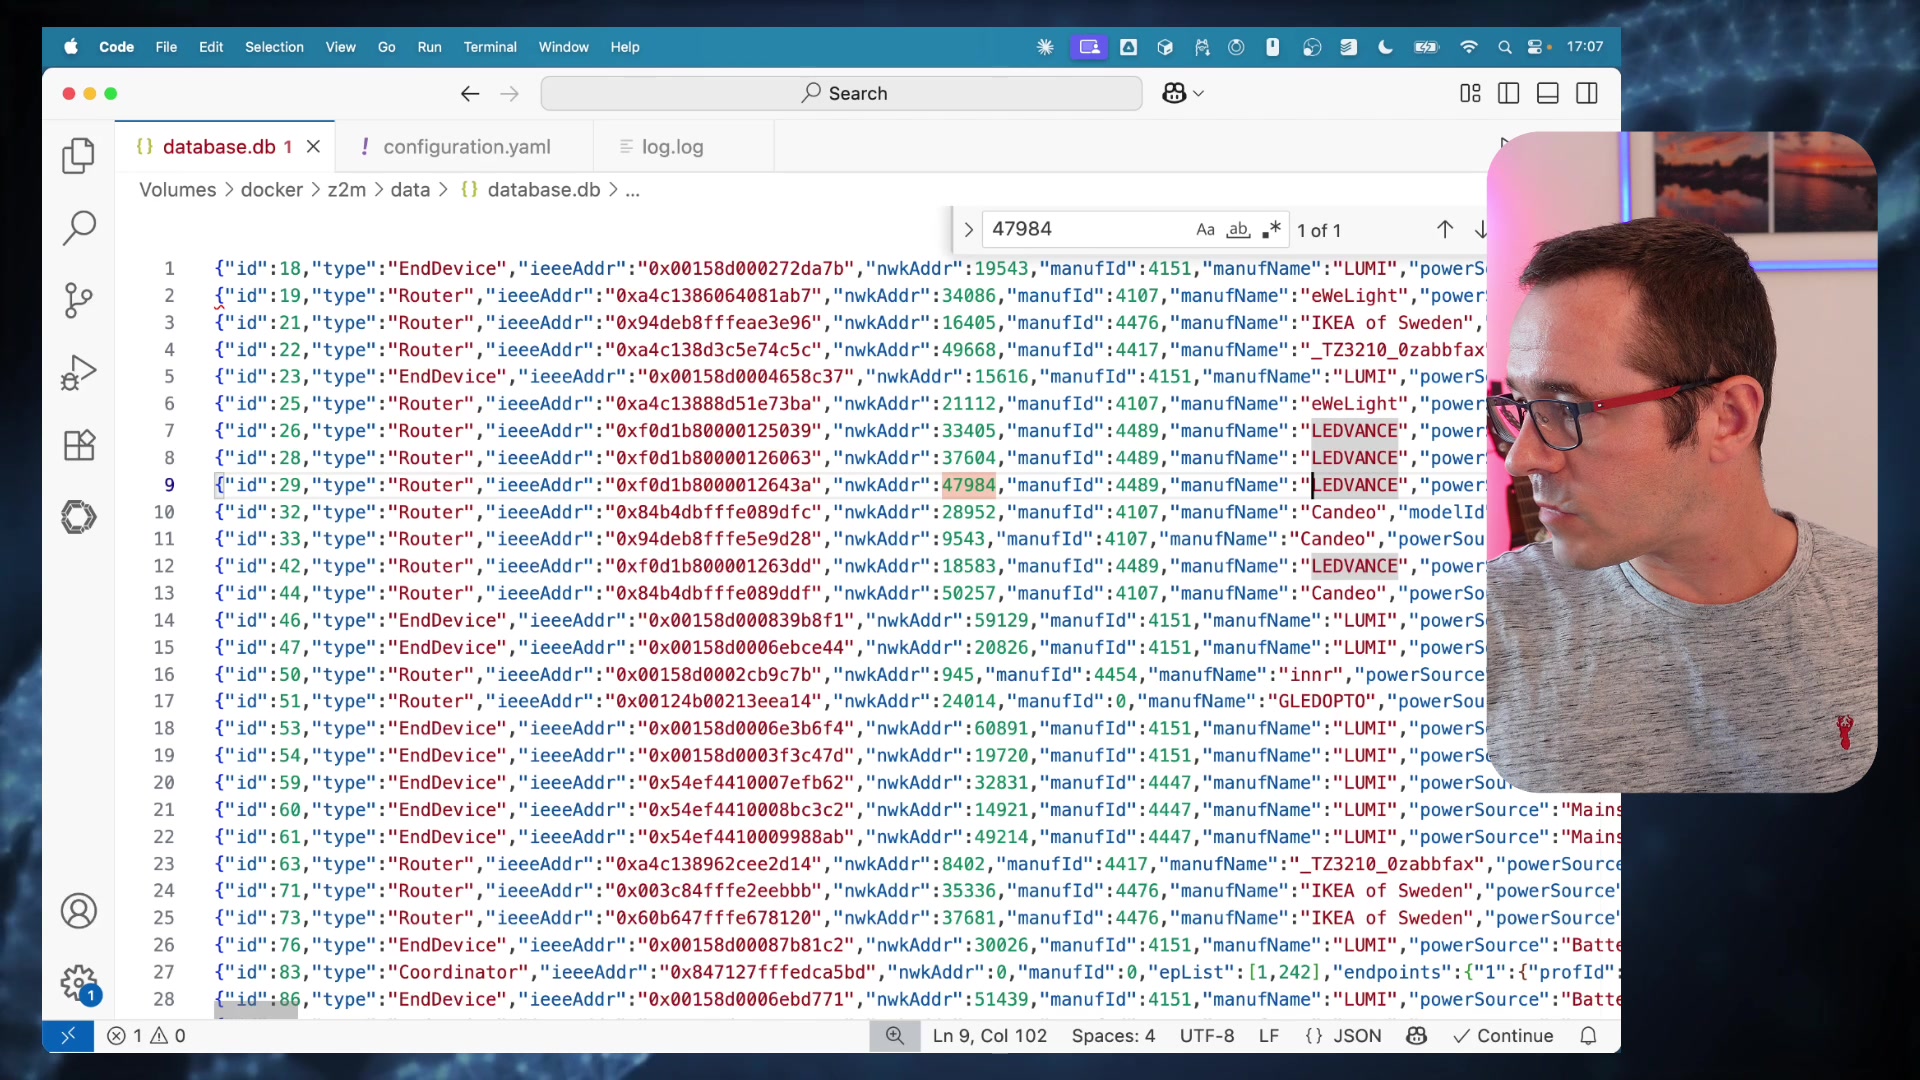 Code File Edit Selection View Go Run Terminal Window Help 17:07
Search
database.db 1 configuration.yaml log.log
Volumes > docker > z2m > data > {} database.db > ...
47984 Aa ab 1 of 1
1 {"id":18,"type":"EndDevice","ieeeAddr":"0x00158d000272da7b","nwkAddr":19543,"manufId":4151,"manufName":"LUMI","powerS
2 {"id":19,"type":"Router","ieeeAddr":"0xa4c1386064081ab7","nwkAddr":34086,"manufId":4107,"manufName":"eWeLight","power
3 {"id":21,"type":"Router","ieeeAddr":"0x94deb8fffeae3e96","nwkAddr":16405,"manufId":4476,"manufName":"IKEA of Sweden","
4 {"id":22,"type":"Router","ieeeAddr":"0xa4c138d3c5e74c5c","nwkAddr":49668,"manufId":4417,"manufName":"_TZ3210_0zabbfax"
5 {"id":23,"type":"EndDevice","ieeeAddr":"0x00158d0004658c37","nwkAddr":15616,"manufId":4151,"manufName":"LUMI","powerS
6 {"id":25,"type":"Router","ieeeAddr":"0xa4c13888d51e73ba","nwkAddr":21112,"manufId":4107,"manufName":"eWeLight","power
7 {"id":26,"type":"Router","ieeeAddr":"0xf0d1b80000125039","nwkAddr":33405,"manufId":4489,"manufName":"LEDVANCE","power
8 {"id":28,"type":"Router","ieeeAddr":"0xf0d1b80000126063","nwkAddr":37604,"manufId":4489,"manufName":"LEDVANCE","power
9 {"id":29,"type":"Router","ieeeAddr":"0xf0d1b8000012643a","nwkAddr":47984,"manufId":4489,"manufName":"LEDVANCE","power
10 {"id":32,"type":"Router","ieeeAddr":"0x84b4dbfffe089dfc","nwkAddr":28952,"manufId":4107,"manufName":"Candeo","modelId
11 {"id":33,"type":"Router","ieeeAddr":"0x94deb8fffe5e9d28","nwkAddr":9543,"manufId":4107,"manufName":"Candeo","powerSou
12 {"id":42,"type":"Router","ieeeAddr":"0xf0d1b800001263dd","nwkAddr":18583,"manufId":4489,"manufName":"LEDVANCE","power
13 {"id":44,"type":"Router","ieeeAddr":"0x84b4dbfffe089ddf","nwkAddr":50257,"manufId":4107,"manufName":"Candeo","powerSo
14 {"id":46,"type":"EndDevice","ieeeAddr":"0x00158d000839b8f1","nwkAddr":59129,"manufId":4151,"manufName":"LUMI","powerS
15 {"id":47,"type":"EndDevice","ieeeAddr":"0x00158d0006ebce44","nwkAddr":20826,"manufId":4151,"manufName":"LUMI","powerS
16 {"id":50,"type":"Router","ieeeAddr":"0x00158d0002cb9c7b","nwkAddr":945,"manufId":4454,"manufName":"innr","powerSource
17 {"id":51,"type":"Router","ieeeAddr":"0x00124b00213eea14","nwkAddr":24014,"manufId":0,"manufName":"GLEDOPTO","powerSou
18 {"id":53,"type":"EndDevice","ieeeAddr":"0x00158d0006e3b6f4","nwkAddr":60891,"manufId":4151,"manufName":"LUMI","powerS
19 {"id":54,"type":"EndDevice","ieeeAddr":"0x00158d0003f3c47d","nwkAddr":19720,"manufId":4151,"manufName":"LUMI","powerS
20 {"id":59,"type":"EndDevice","ieeeAddr":"0x54ef4410007efb62","nwkAddr":32831,"manufId":4447,"manufName":"LUMI","powerSou
21 {"id":60,"type":"EndDevice","ieeeAddr":"0x54ef4410008bc3c2","nwkAddr":14921,"manufId":4447,"manufName":"LUMI","powerSource":"Mains
22 {"id":61,"type":"EndDevice","ieeeAddr":"0x54ef4410009988ab","nwkAddr":49214,"manufId":4447,"manufName":"LUMI","powerSource":"Mains
23 {"id":63,"type":"Router","ieeeAddr":"0xa4c138962cee2d14","nwkAddr":8402,"manufId":4417,"manufName":"_TZ3210_0zabbfax","powerSource
24 {"id":71,"type":"Router","ieeeAddr":"0x003c84fffe2eebbb","nwkAddr":35336,"manufId":4476,"manufName":"IKEA of Sweden","powerSource"
25 {"id":73,"type":"Router","ieeeAddr":"0x60b647fffe678120","nwkAddr":37681,"manufId":4476,"manufName":"IKEA of Sweden","powerSource"
26 {"id":76,"type":"EndDevice","ieeeAddr":"0x00158d00087b81c2","nwkAddr":30026,"manufId":4151,"manufName":"LUMI","powerSource":"Batte
27 {"id":83,"type":"Coordinator","ieeeAddr":"0x847127fffedca5bd","nwkAddr":0,"manufId":0,"epList":[1,242],"endpoints":{"1":{"profId":
28 {"id":86,"type":"EndDevice","ieeeAddr":"0x00158d0006ebd771","nwkAddr":51439,"manufId":4151,"manufName":"LUMI","powerSource":"Batte
1
1 0 Ln 9, Col 102 Spaces: 4 UTF-8 LF {} JSON Continue